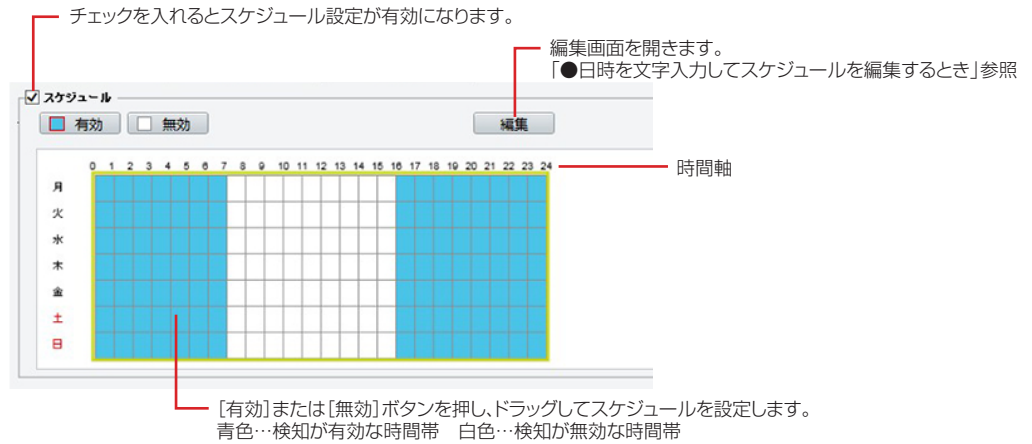 チェックを入れるとスケジュール設定が有効になります。
編集画面を開きます。
「●日時を文字入力してスケジュールを編集するとき」参照
スケジュール
有効 無効 編集
0 1 2 3 4 5 6 7 8 9 10 11 12 13 14 15 16 17 18 19 20 21 22 23 24 時間軸
月
火
水
木
金
土
日
[有効]または[無効]ボタンを押し、ドラッグしてスケジュールを設定します。
青色…検知が有効な時間帯 白色…検知が無効な時間帯